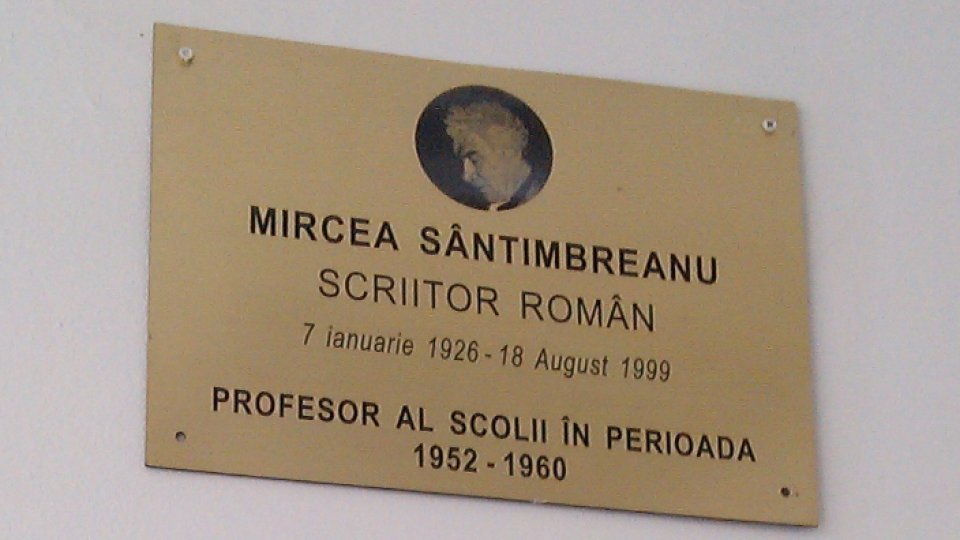 MIRCEA SÂNTIMBREANU
SCRIITOR ROMÂN
7 ianuarie 1926 - 18 August 1999
PROFESOR AL SCOLII ÎN PERIOADA
1952 - 1960